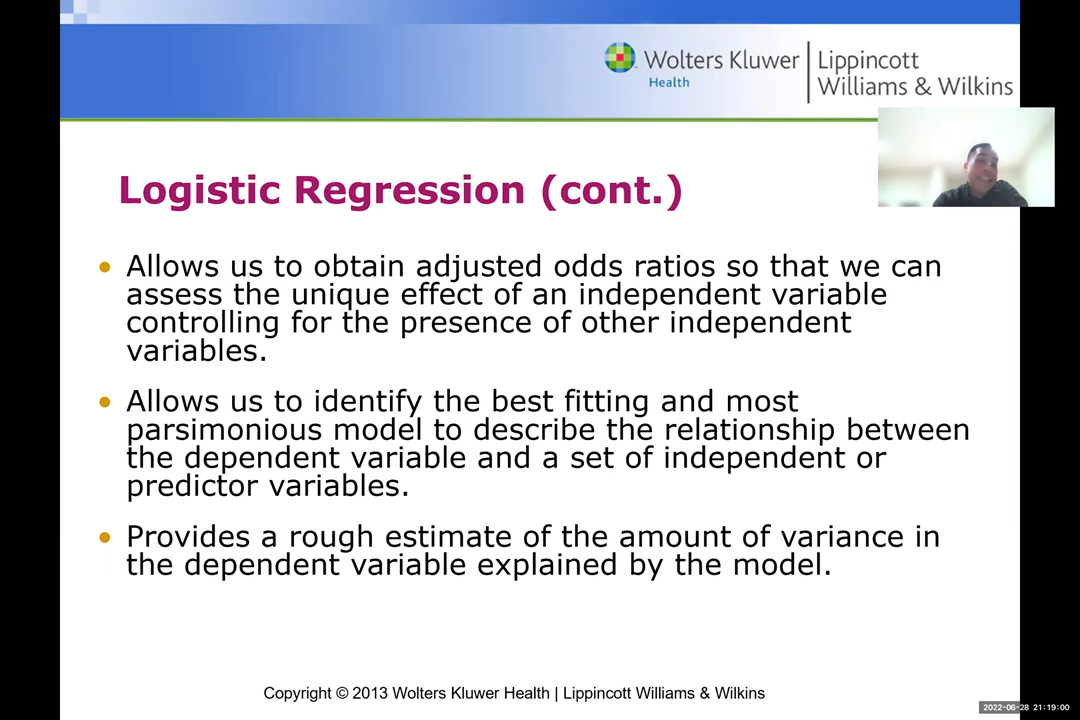 Wolters Kluwer
Health
Lippincott
Williams & Wilkins
Logistic Regression (cont.)
• Allows us to obtain adjusted odds ratios so that we can
assess the unique effect of an independent variable
controlling for the presence of other independent
variables.
• Allows us to identify the best fitting and most
parsimonious model to describe the relationship between
the dependent variable and a set of independent or
predictor variables.
• Provides a rough estimate of the amount of variance in
the dependent variable explained by the model.
Copyright © 2013 Wolters Kluwer Health | Lippincott Williams & Wilkins
2022-06-28 21:19:00